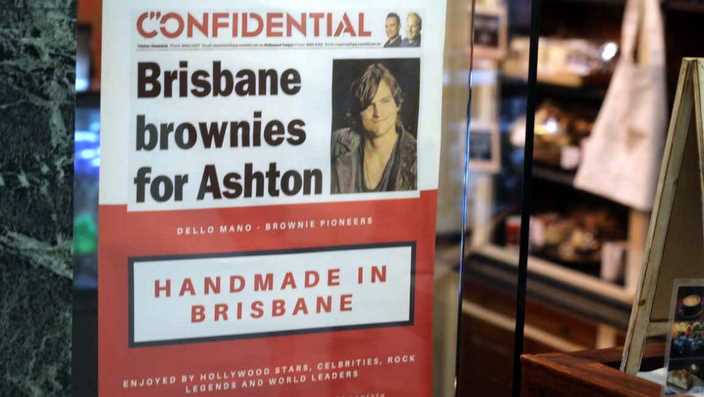 CONFIDENTIAL
Brisbane
brownies
for Ashton
DELLO MANO - BROWNIE PIONEERS
HANDMADE IN
BRISBANE
ENJOYED BY HOLLYWOOD STARS, CELBRITIES, ROCK
LEGENDS AND WORLD LEADERS